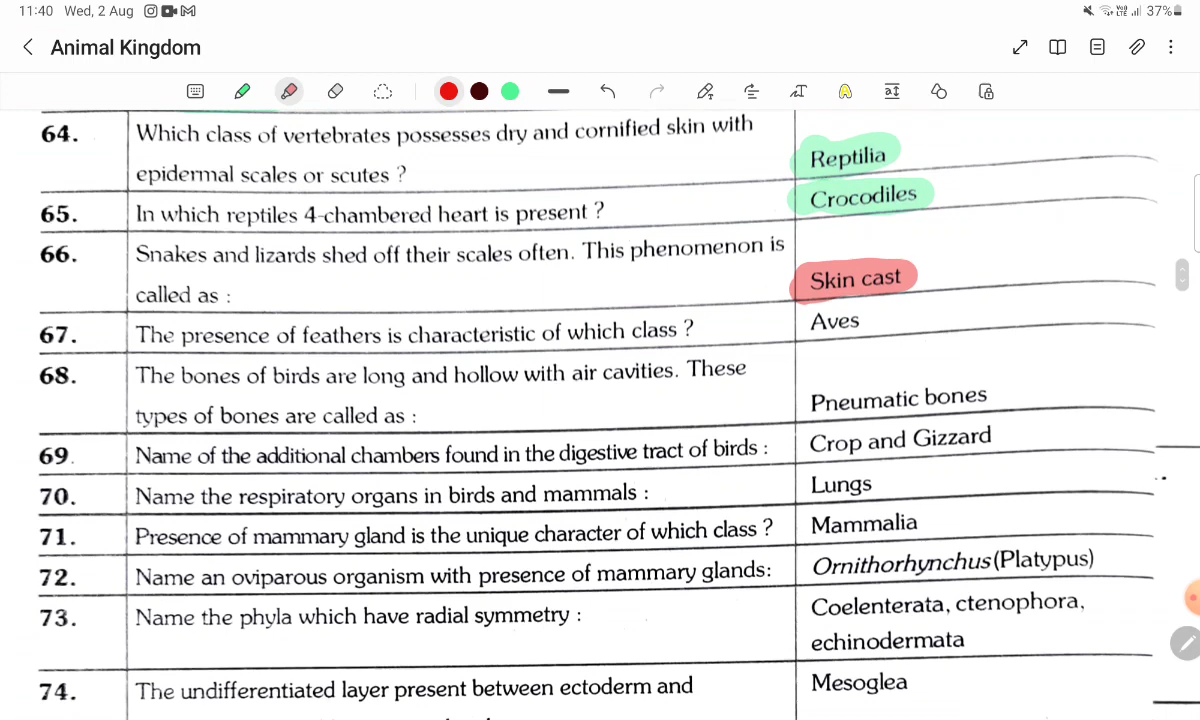 11:40 Wed, 2 Aug
37%
Animal Kingdom
64. Which class of vertebrates possesses dry and cornified skin with
epidermal scales or scutes ? Reptilia
65. In which reptiles 4-chambered heart is present ? Crocodiles
66. Snakes and lizards shed off their scales often. This phenomenon is
called as : Skin cast
67. The presence of feathers is characteristic of which class ? Aves
68. The bones of birds are long and hollow with air cavities. These
types of bones are called as : Pneumatic bones
69. Name of the additional chambers found in the digestive tract of birds : Crop and Gizzard
70. Name the respiratory organs in birds and mammals : Lungs
71. Presence of mammary gland is the unique character of which class ? Mammalia
72. Name an oviparous organism with presence of mammary glands: Ornithorhynchus (Platypus)
73. Name the phyla which have radial symmetry : Coelenterata, ctenophora,
echinodermata
74. The undifferentiated layer present between ectoderm and Mesoglea